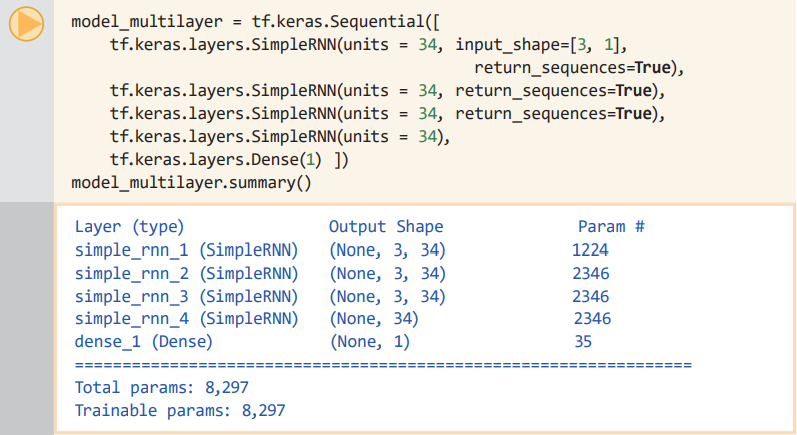 model_multilayer = tf.keras.Sequential([
    tf.keras.layers.SimpleRNN(units = 34, input_shape=[3, 1],
                                        return_sequences=True),
    tf.keras.layers.SimpleRNN(units = 34, return_sequences=True),
    tf.keras.layers.SimpleRNN(units = 34, return_sequences=True),
    tf.keras.layers.SimpleRNN(units = 34),
    tf.keras.layers.Dense(1) ])
model_multilayer.summary()
Layer (type) Output Shape Param #
simple_rnn_1 (SimpleRNN) (None, 3, 34) 1224
simple_rnn_2 (SimpleRNN) (None, 3, 34) 2346
simple_rnn_3 (SimpleRNN) (None, 3, 34) 2346
simple_rnn_4 (SimpleRNN) (None, 34) 2346
dense_1 (Dense) (None, 1) 35
=================================================================
Total params: 8,297
Trainable params: 8,297